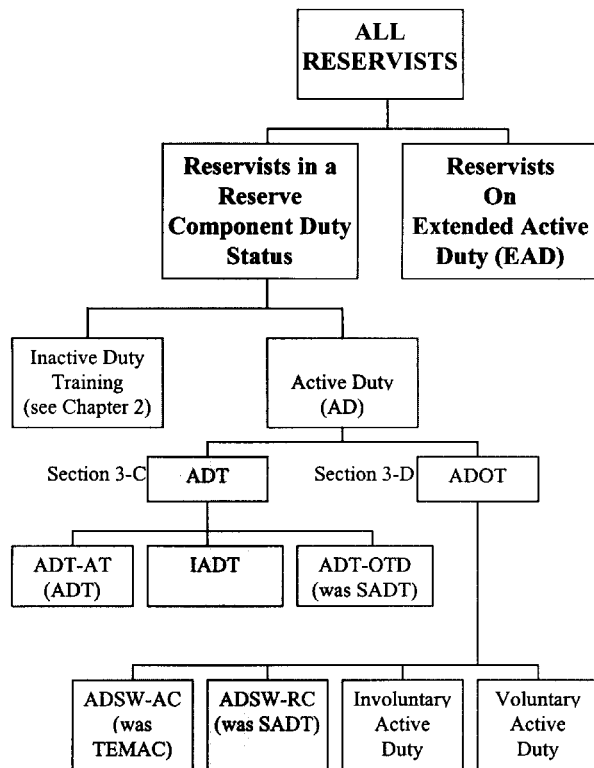 ALL
RESERVISTS
Reservists in a
Reserve
Component Duty
Status
Reservists
On
Extended Active
Duty (EAD)
Inactive Duty
Training
(see Chapter 2)
Active Duty
(AD)
Section 3-C
ADT
Section 3-D
ADOT
ADT-AT
(ADT)
IADT
ADT-OTD
(was SADT)
ADSW-AC
(was
TEMAC)
ADSW-RC
(was SADT)
Involuntary
Active
Duty
Voluntary
Active
Duty